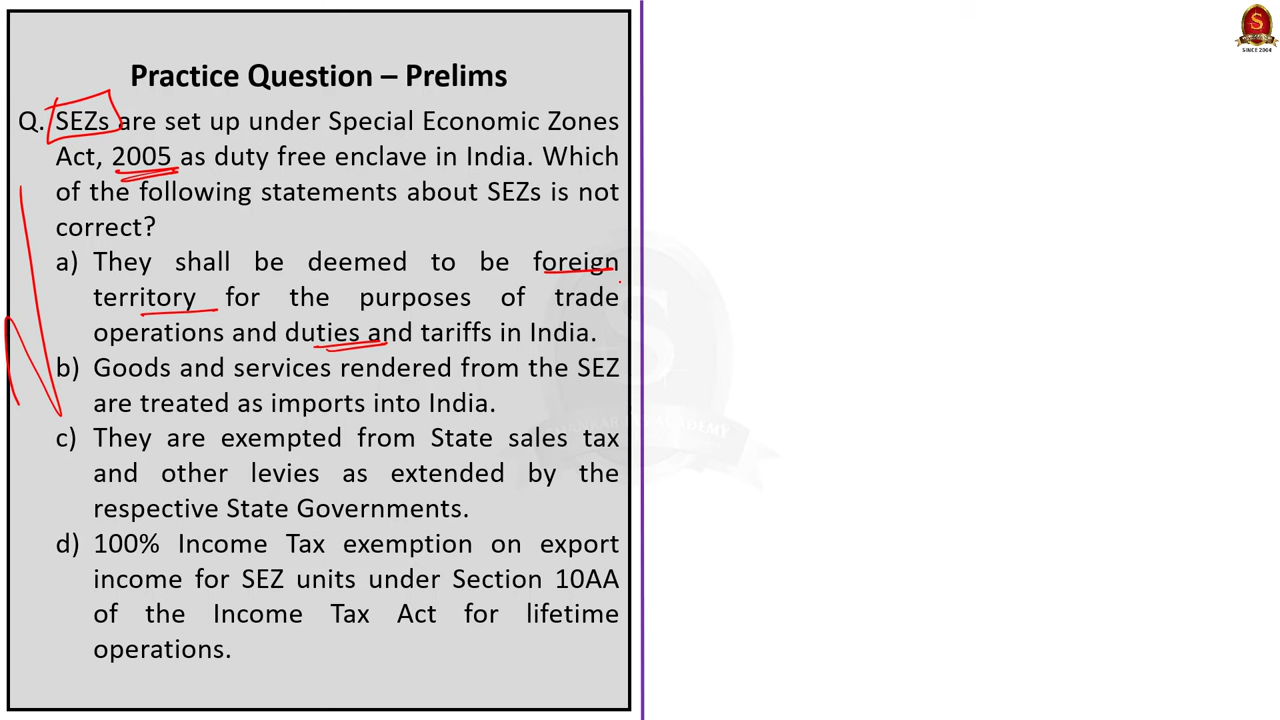 Practice Question – Prelims
Q. SEZs are set up under Special Economic Zones
Act, 2005 as duty free enclave in India. Which
of the following statements about SEZs is not
correct?
a) They shall be deemed to be foreign
territory for the purposes of trade
operations and duties and tariffs in India.
b) Goods and services rendered from the SEZ
are treated as imports into India.
c) They are exempted from State sales tax
and other levies as extended by the
respective State Governments.
d) 100% Income Tax exemption on export
income for SEZ units under Section 10AA
of the Income Tax Act for lifetime
operations.
S
SINCE 2004